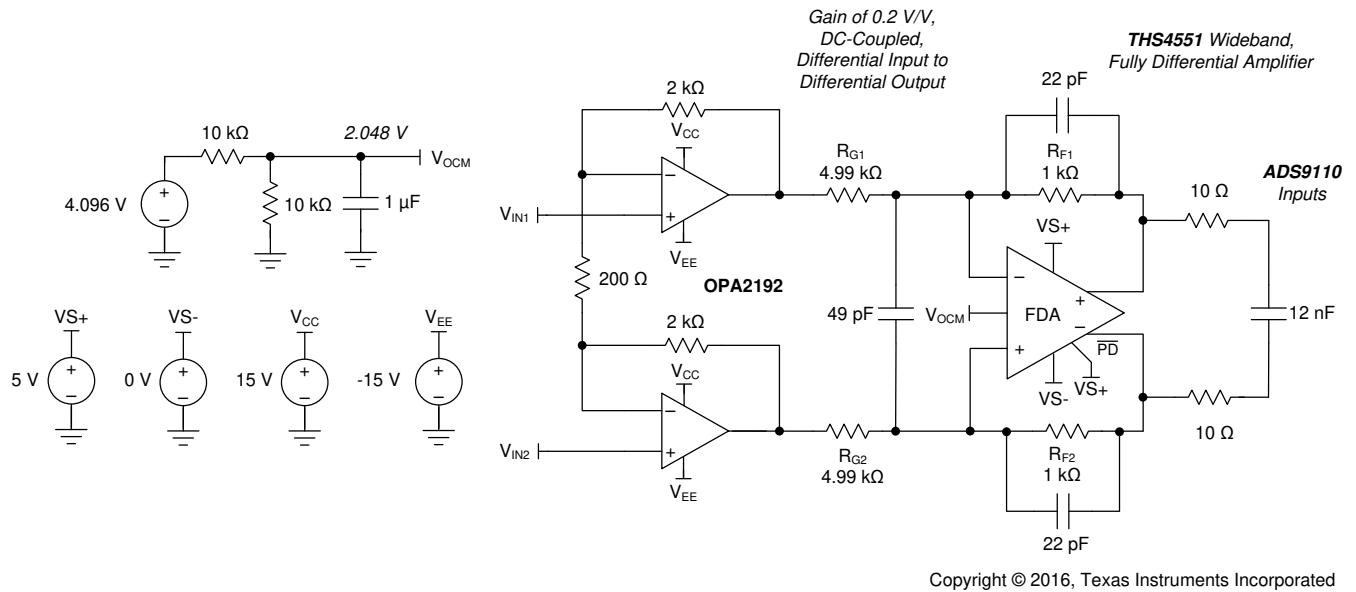 Gain of 0.2 V/V,
DC-Coupled,
Differential Input to
Differential Output
THS4551 Wideband,
Fully Differential Amplifier
10 kΩ
2.048 V
VOCM
4.096 V
+
−
10 kΩ
1 µF
VS+
5 V
+
−
VS-
0 V
+
−
VCC
15 V
+
−
VEE
-15 V
+
−
2 kΩ
VCC
−
+
VIN1
VEE
200 Ω
OPA2192
2 kΩ
VCC
−
+
VIN2
VEE
RG1
4.99 kΩ
49 pF
RG2
4.99 kΩ
22 pF
RF1
1 kΩ
VS+
−
+
VOCM
FDA
+
−
PD
VS-
VS+
RF2
1 kΩ
22 pF
10 Ω
ADS9110
Inputs
12 nF
10 Ω
Copyright © 2016, Texas Instruments Incorporated